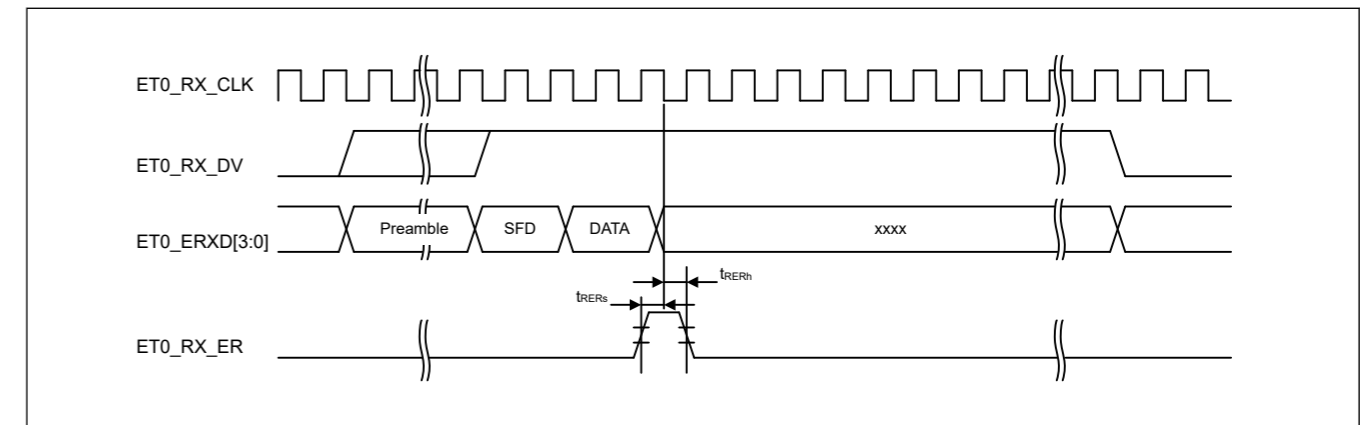 ET0_RX_CLK
ET0_RX_DV
ET0_ERXD[3:0]
Preamble SFD DATA xxxx
tRERh
tRERs
ET0_RX_ER